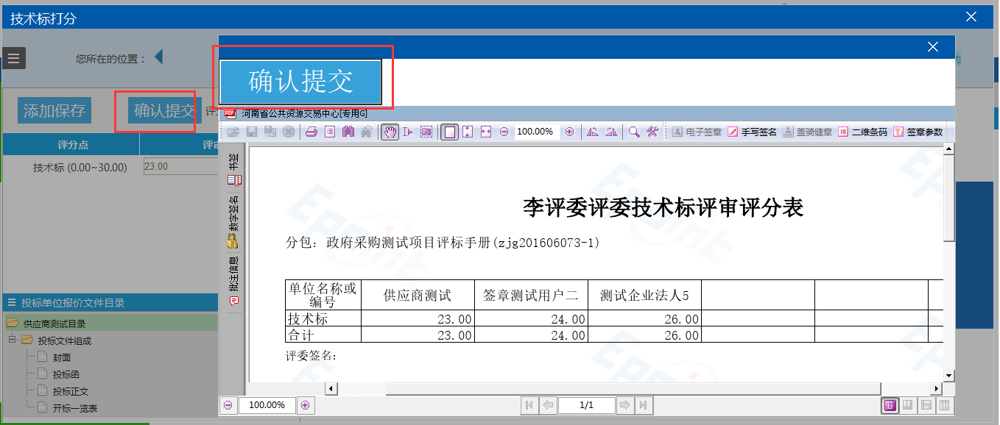 技术标打分
您所在的位置：
添加保存 确认提交
评分点
技术标 (0.00~30.00) 23.00
投标单位报价文件目录
供应商测试目录
投标文件组成
封面
投标函
投标正文
开标一览表
确认提交
PDF 河南省公共资源交易中心[专用G]
100.00% 电子签章 手写签名 盖骑缝章 二维条码 签章参数
书签
数字签名
批注信息
李评委评委技术标评审评分表
分包：政府采购测试项目评标手册(zjg201606073-1)
单位名称或编号 供应商测试 签章测试用户二 测试企业法人5
技术标 23.00 24.00 26.00
合计 23.00 24.00 26.00
评委签名：
100.00% 1/1
Epoint